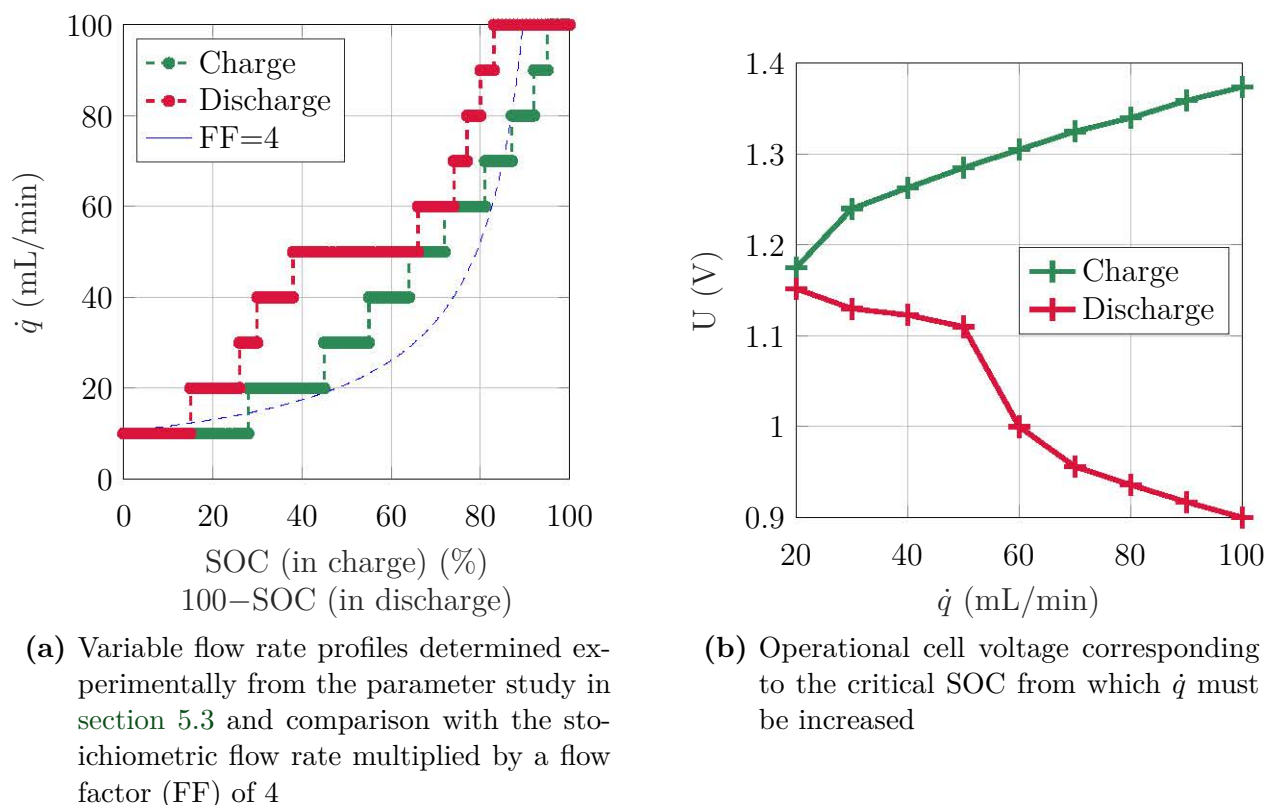 100
80
60
40
20
0
q̇ (mL/min)
Charge
Discharge
FF=4
0 20 40 60 80 100
SOC (in charge) (%)
100−SOC (in discharge)
(a) Variable flow rate profiles determined ex-
perimentally from the parameter study in
section 5.3 and comparison with the sto-
ichiometric flow rate multiplied by a flow
factor (FF) of 4
1.4
1.3
1.2
1.1
1
0.9
U (V)
Charge
Discharge
20 40 60 80 100
q̇ (mL/min)
(b) Operational cell voltage corresponding
to the critical SOC from which q̇ must
be increased